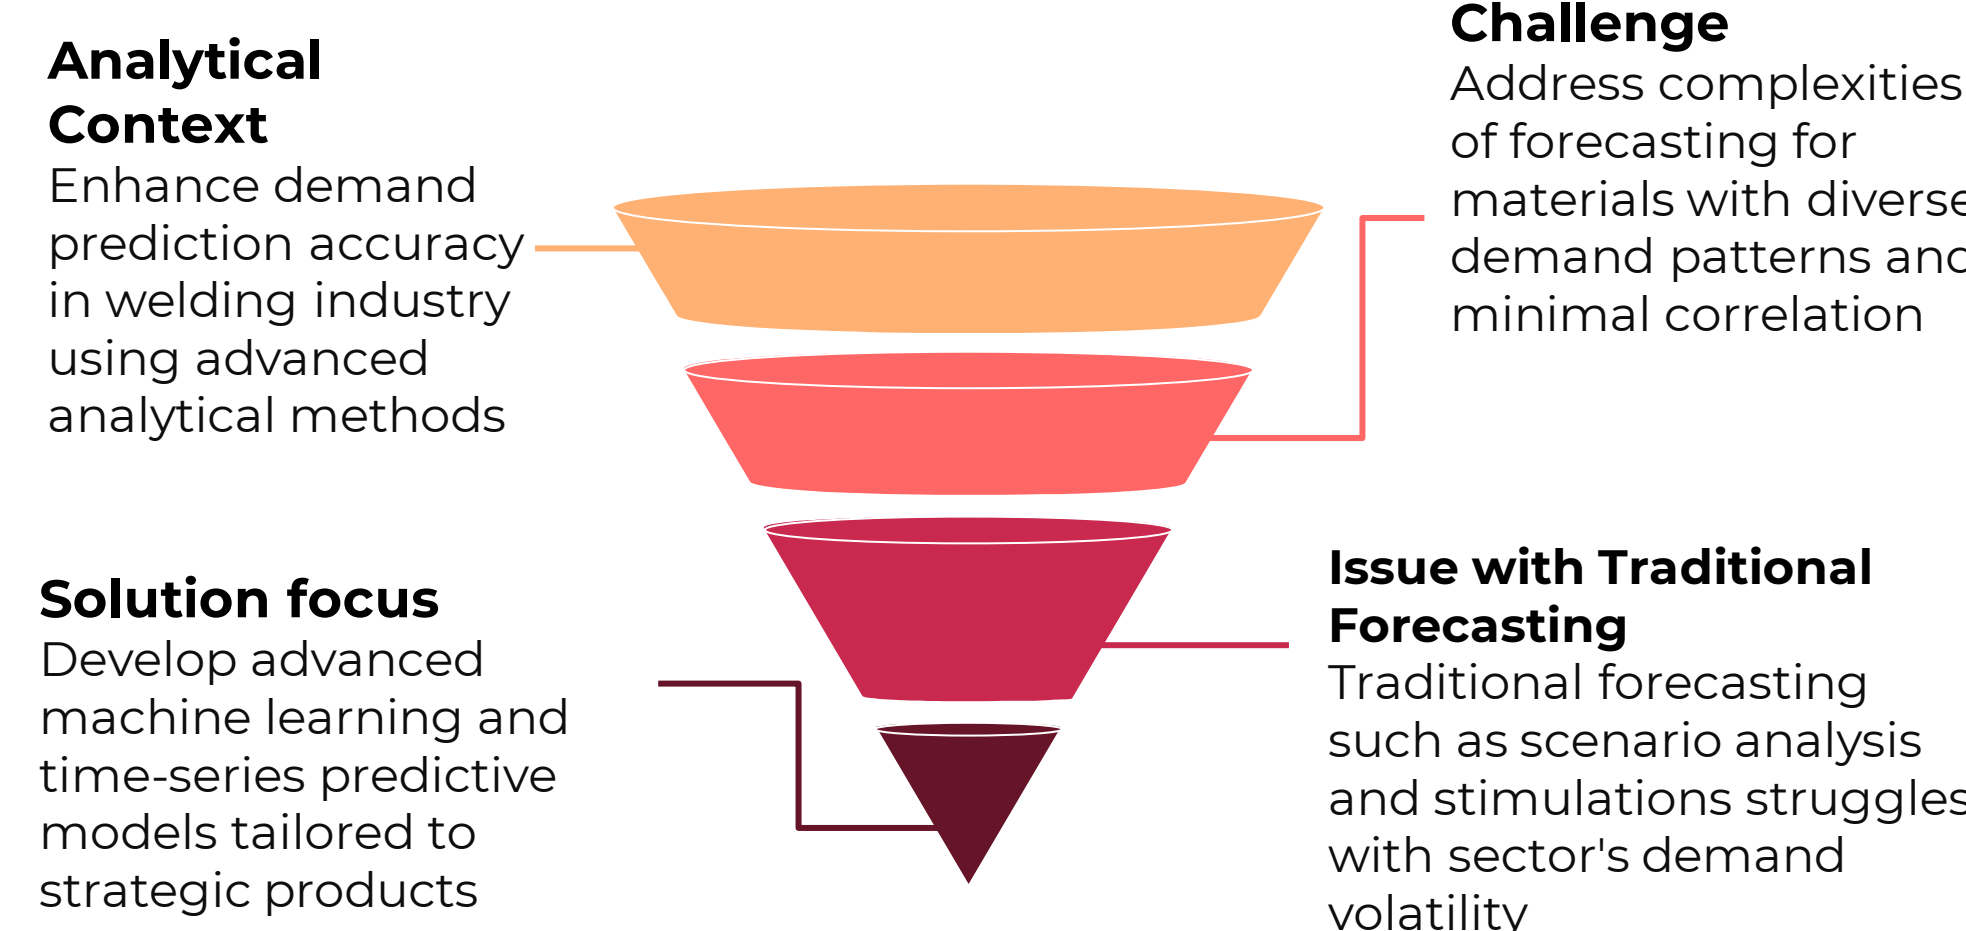 Analytical
Context
Enhance demand
prediction accuracy
in welding industry
using advanced
analytical methods
Challenge
Address complexities
of forecasting for
materials with diverse
demand patterns and
minimal correlation
Issue with Traditional
Forecasting
Traditional forecasting
such as scenario analysis
and stimulations struggles
with sector's demand
volatility
Solution focus
Develop advanced
machine learning and
time-series predictive
models tailored to
strategic products